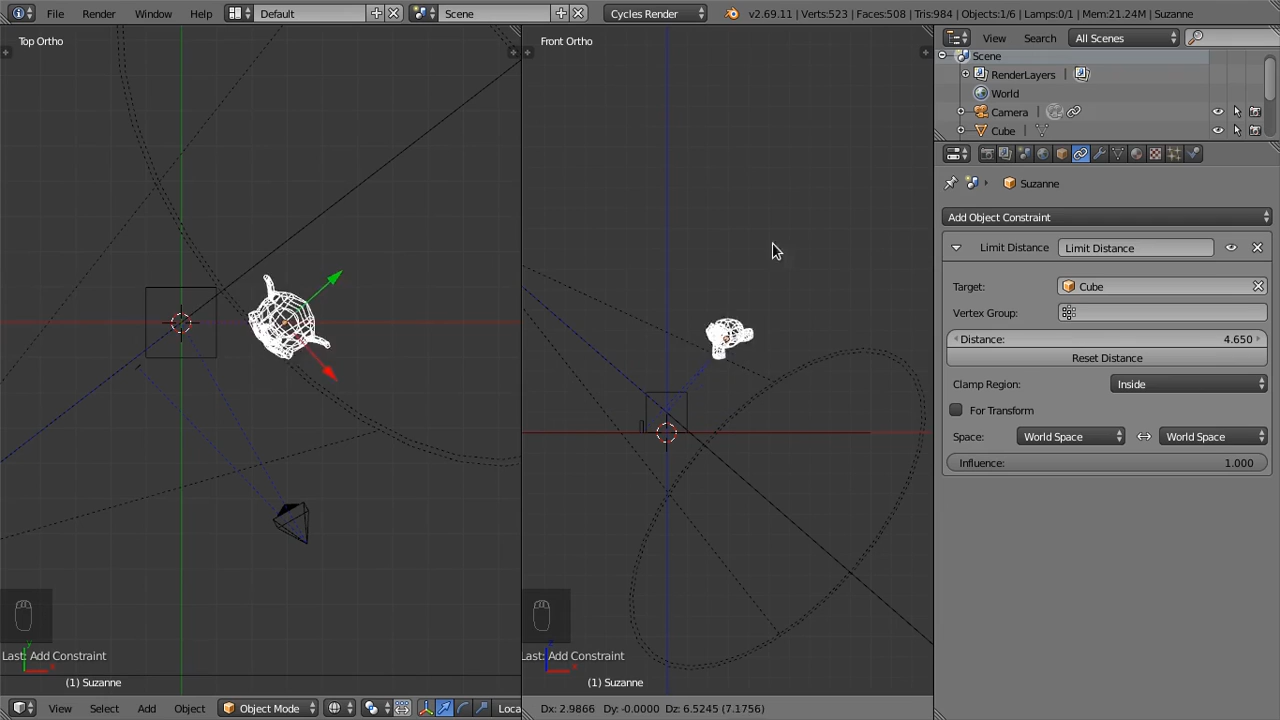 File Render Window Help Default Scene Cycles Render v2.69.11 | Verts:523 | Faces:508 | Tris:984 | Objects:1/6 | Lamps:0/1 | Mem:21.24M | Suzanne
Top Ortho
Front Ortho
View Search All Scenes
Scene
RenderLayers |
World
Camera |
Cube |
Suzanne
Add Object Constraint
Limit Distance Limit Distance
Target: Cube
Vertex Group:
Distance: 4.650
Reset Distance
Clamp Region: Inside
For Transform
Space: World Space World Space
Influence: 1.000
Last: Add Constraint
Last: Add Constraint
(1) Suzanne
(1) Suzanne
View Select Add Object Object Mode Loca
Dx: 2.9866 Dy: -0.0000 Dz: 6.5245 (7.1756)